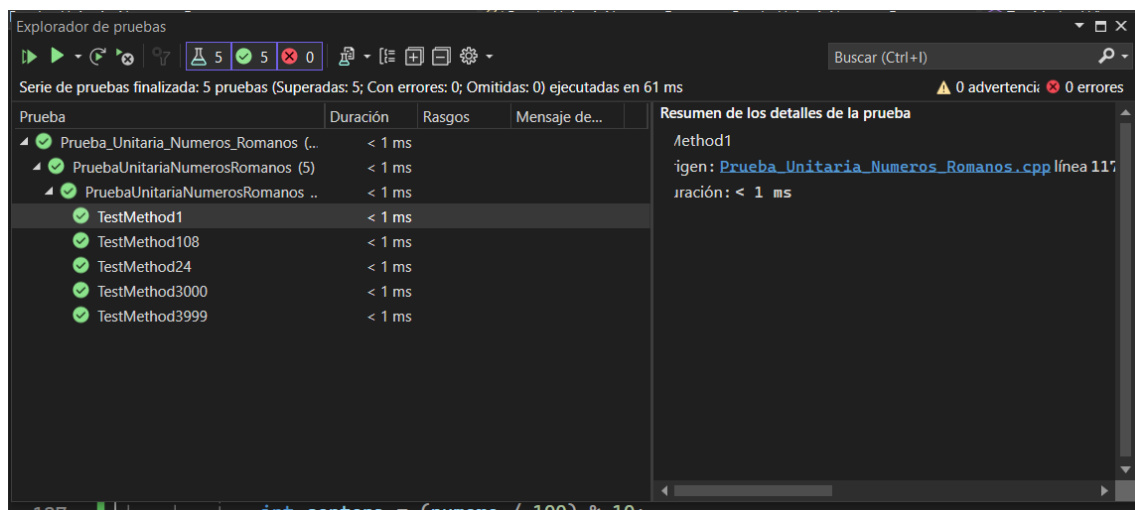 Explorador de pruebas
5 5 0 Buscar (Ctrl+I)
Serie de pruebas finalizada: 5 pruebas (Superadas: 5; Con errores: 0; Omitidas: 0) ejecutadas en 61 ms 0 advertencia 0 errores
Prueba Duración Rasgos Mensaje de...
Prueba_Unitaria_Numeros_Romanos (... < 1 ms
PruebaUnitariaNumerosRomanos (5) < 1 ms
PruebaUnitariaNumerosRomanos .. < 1 ms
TestMethod1 < 1 ms
TestMethod108 < 1 ms
TestMethod24 < 1 ms
TestMethod3000 < 1 ms
TestMethod3999 < 1 ms
Resumen de los detalles de la prueba
Method1
igen: Prueba_Unitaria_Numeros_Romanos.cpp línea 117
uración: < 1 ms